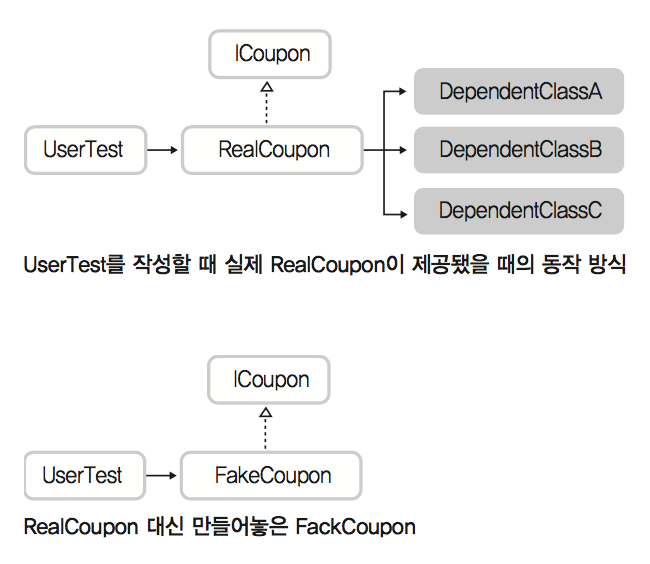 ICoupon
DependentClassA
UserTest
RealCoupon
DependentClassB
DependentClassC
UserTest를 작성할 때 실제 RealCoupon이 제공됐을 때의 동작 방식
ICoupon
UserTest
FakeCoupon
RealCoupon 대신 만들어놓은 FackCoupon